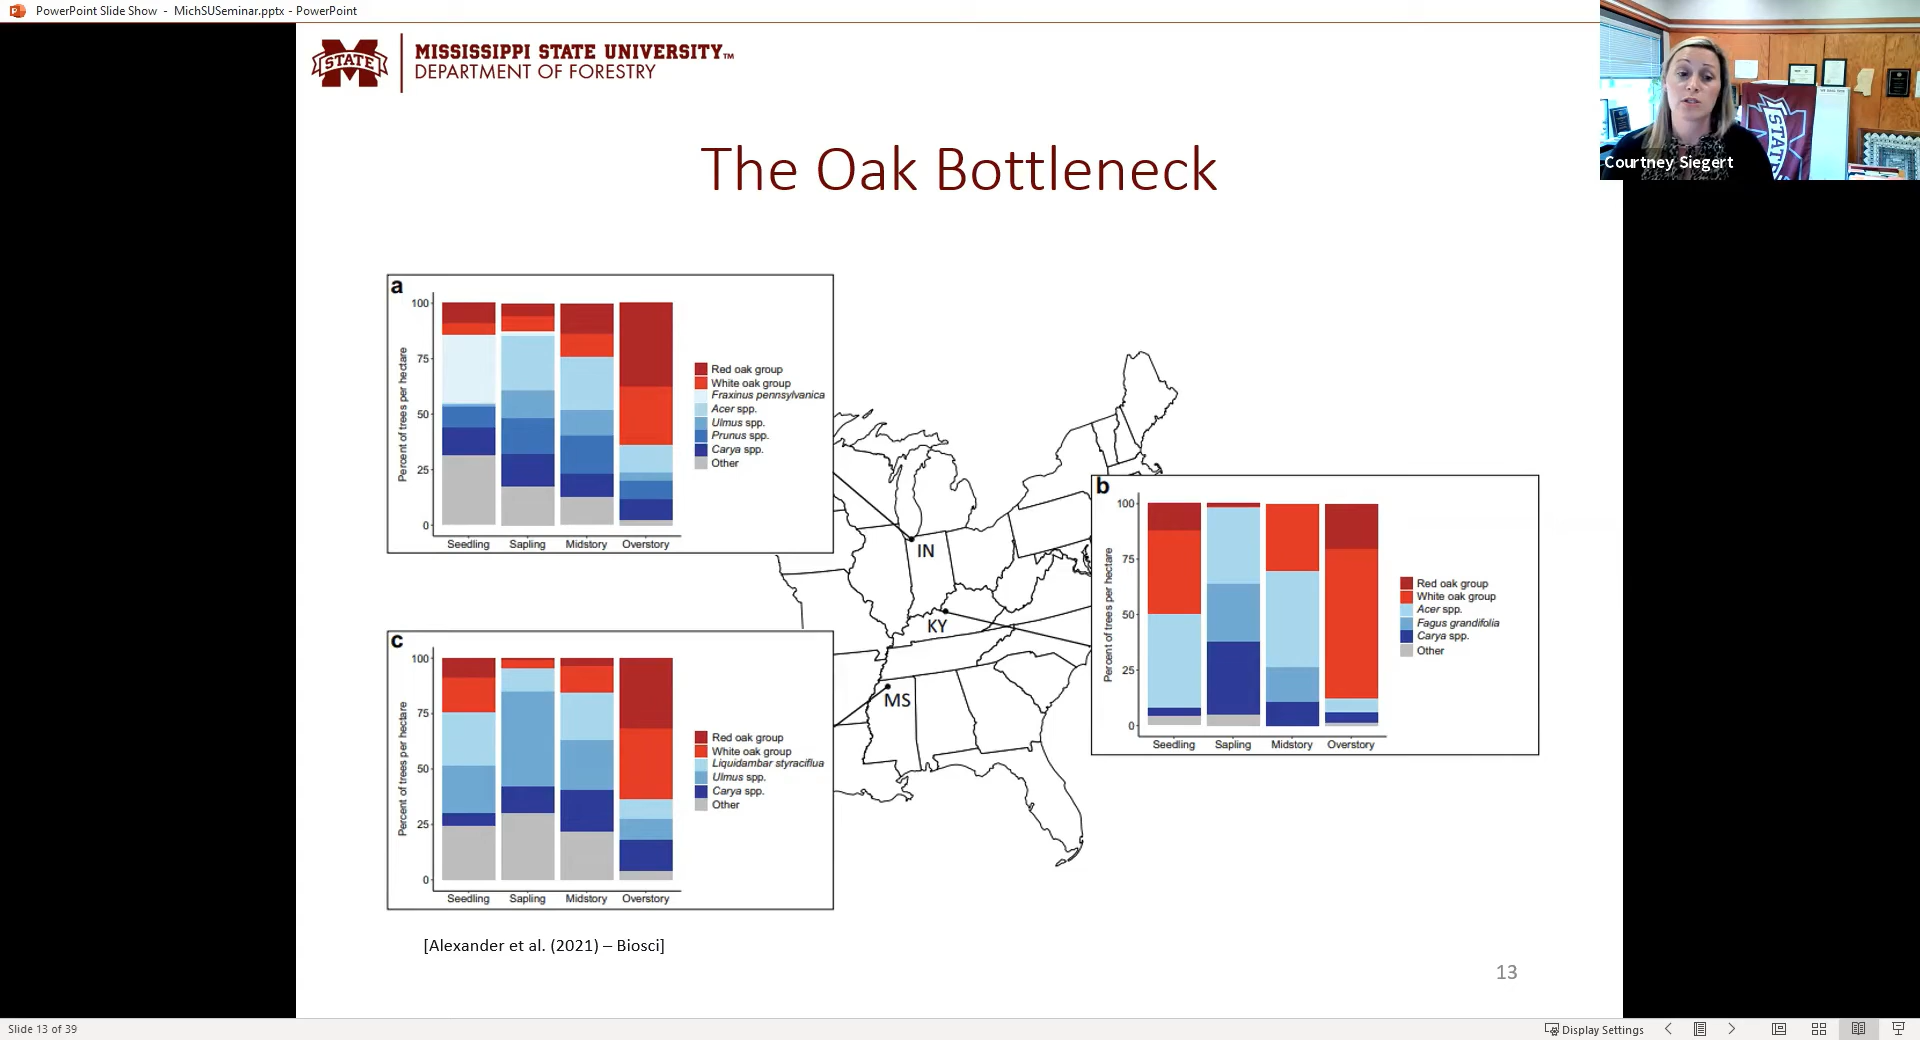 PowerPoint Slide Show - MichSUSeminar.pptx - PowerPoint
STATE
MISSISSIPPI STATE UNIVERSITY™
DEPARTMENT OF FORESTRY
STATE
Courtney Siegert
The Oak Bottleneck
a
Percent of trees per hectare
100
75
50
25
0
Seedling Sapling Midstory Overstory
Red oak group
White oak group
Fraxinus pennsylvanica
Acer spp.
Ulmus spp.
Prunus spp.
Carya spp.
Other
IN
KY
MS
b
Percent of trees per hectare
100
75
50
25
0
Seedling Sapling Midstory Overstory
Red oak group
White oak group
Acer spp.
Fagus grandifolia
Carya spp.
Other
c
Percent of trees per hectare
100
75
50
25
0
Seedling Sapling Midstory Overstory
Red oak group
White oak group
Liquidambar styraciflua
Ulmus spp.
Carya spp.
Other
[Alexander et al. (2021) – Biosci]
13
Slide 13 of 39
Display Settings